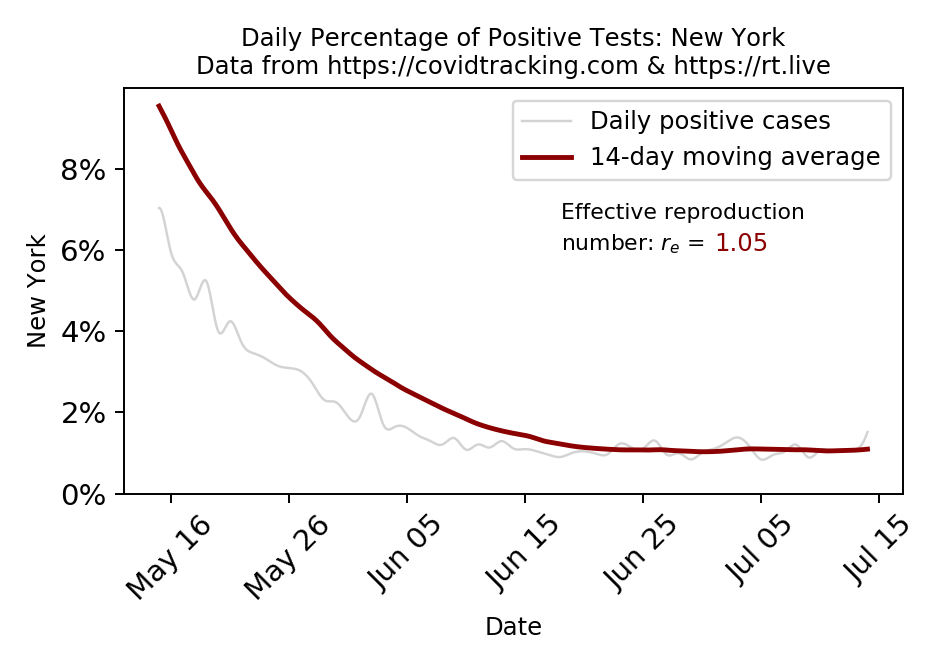 Daily Percentage of Positive Tests: New York
Data from https://covidtracking.com & https://rt.live
Daily positive cases
14-day moving average
Effective reproduction
number: rₑ = 1.05
8%
6%
4%
2%
0%
New York
May 16
May 26
Jun 05
Jun 15
Jun 25
Jul 05
Jul 15
Date